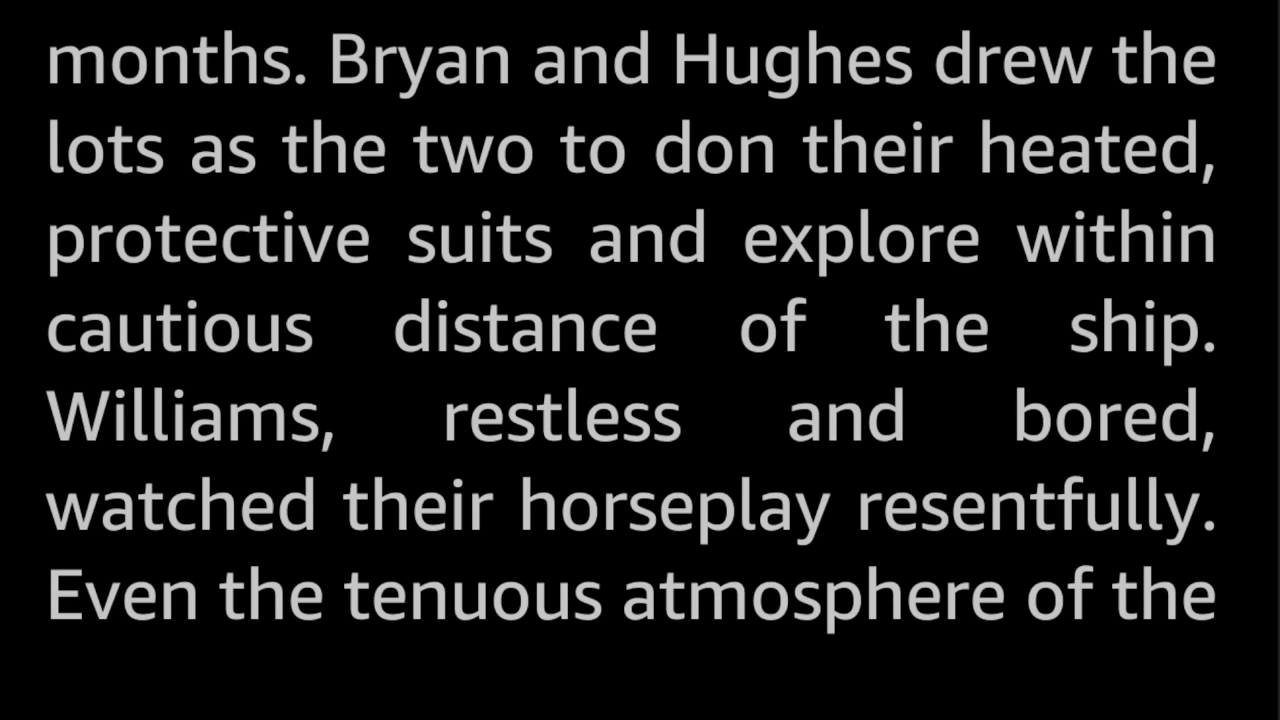 months. Bryan and Hughes drew the
lots as the two to don their heated,
protective suits and explore within
cautious distance of the ship.
Williams, restless and bored,
watched their horseplay resentfully.
Even the tenuous atmosphere of the